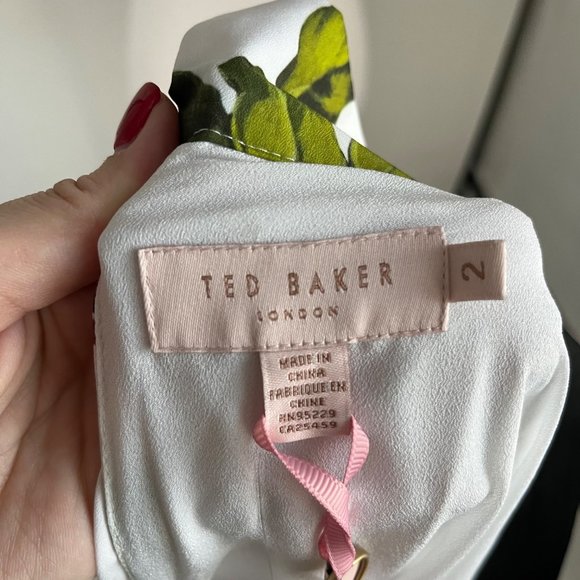 TED BAKER
LONDON
2
MADE IN
CHINA
FABRIQUE EN
CHINE
RN95229
CA25459